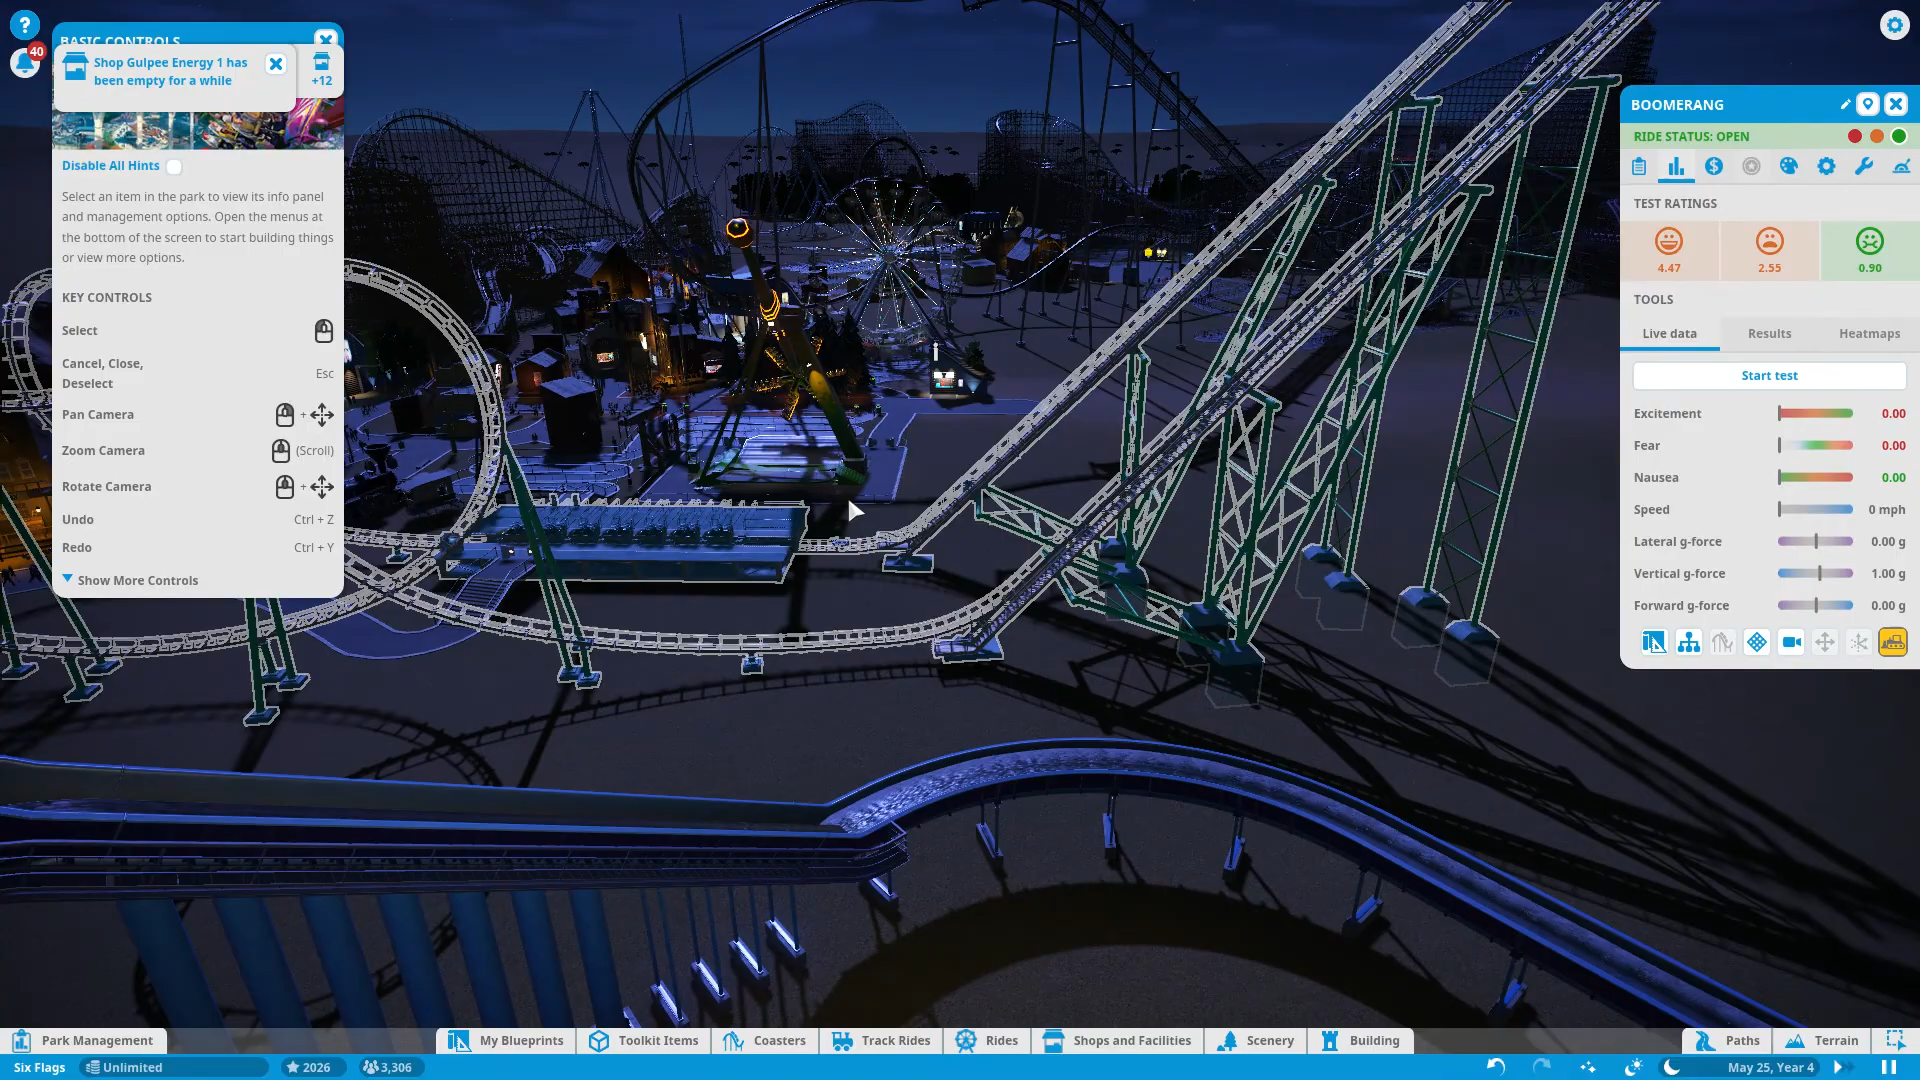 ?
40
BASIC CONTROLS
Shop Gulpee Energy 1 has
been empty for a while
+12
Disable All Hints
Select an item in the park to view its info
panel and management options. Open the menus at
the bottom of the screen to start building things
or view more options.
KEY CONTROLS
Select
Cancel, Close,
Deselect
Esc
Pan Camera
+
Zoom Camera
(Scroll)
Rotate Camera
+
Undo
Ctrl + Z
Redo
Ctrl + Y
Show More Controls
BOOMERANG
RIDE STATUS: OPEN
TEST RATINGS
4.47
2.55
0.90
TOOLS
Live data
Results
Heatmaps
Start test
Excitement
0.00
Fear
0.00
Nausea
0.00
Speed
0 mph
Lateral g-force
0.00 g
Vertical g-force
1.00 g
Forward g-force
0.00 g
Park Management
My Blueprints
Toolkit Items
Coasters
Track Rides
Rides
Shops and Facilities
Scenery
Building
Paths
Terrain
Six Flags
Unlimited
2026
3,306
May 25, Year 4